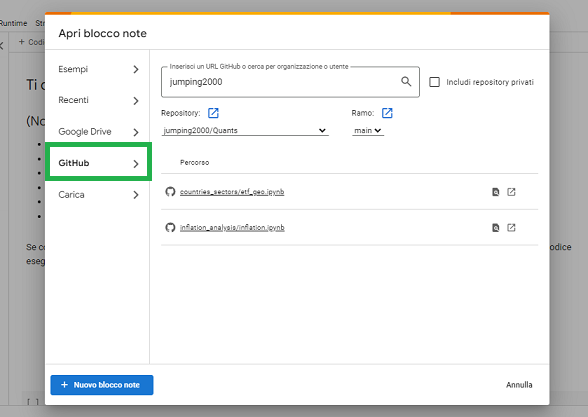 Runtime
+ Codi
Ti c
(No
Se co
eseg
odice
[ ]
Apri blocco note
Esempi
Recenti
Google Drive
GitHub
Carica
Inserisci un URL GitHub o cerca per organizzazione o utente
jumping2000
Includi repository privati
Repository:
Ramo:
jumping2000/Quants
main
Percorso
countries_sectors/etf_geo.ipynb
inflation_analysis/inflation.ipynb
+ Nuovo blocco note
Annulla